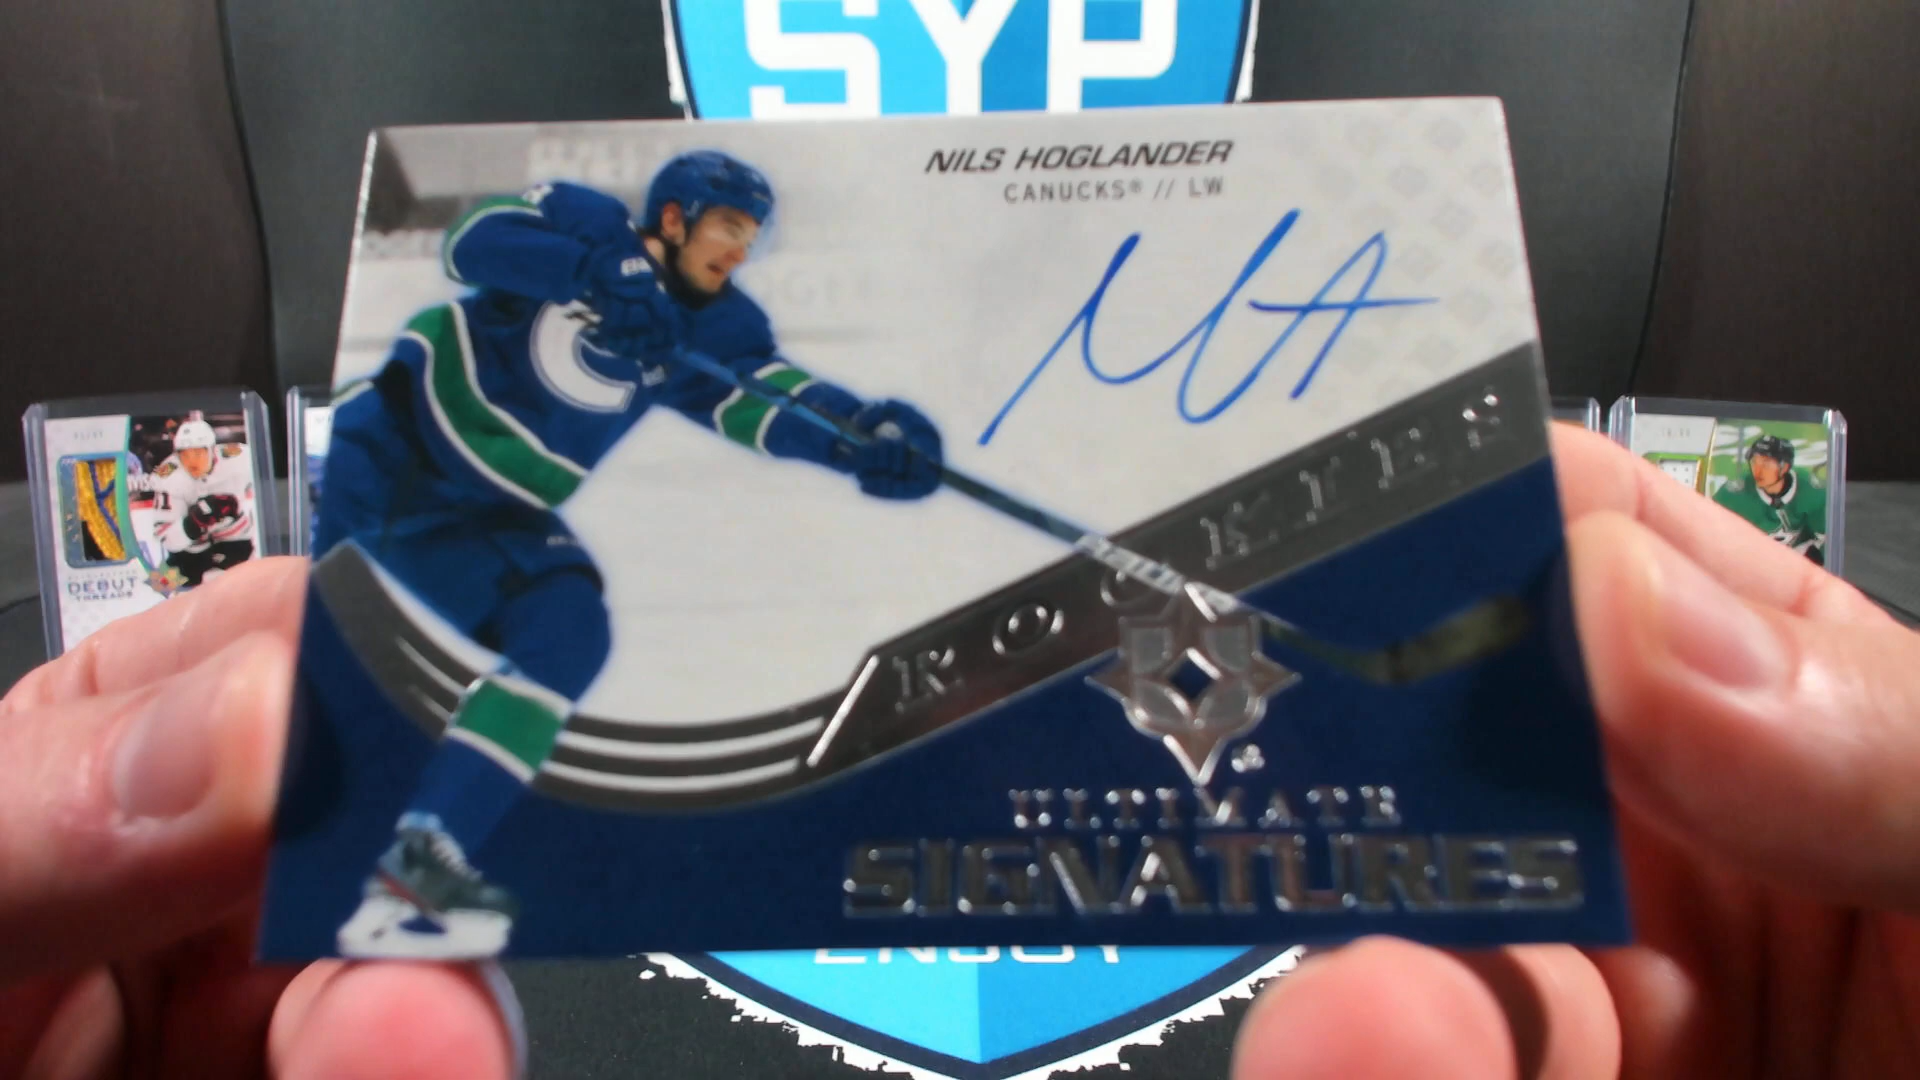 SYP
NILS HOGLANDER
CANUCKS® // LW
ROOKIES
ULTIMATE
SIGNATURES
DEBUT
THREADS
ENJOY